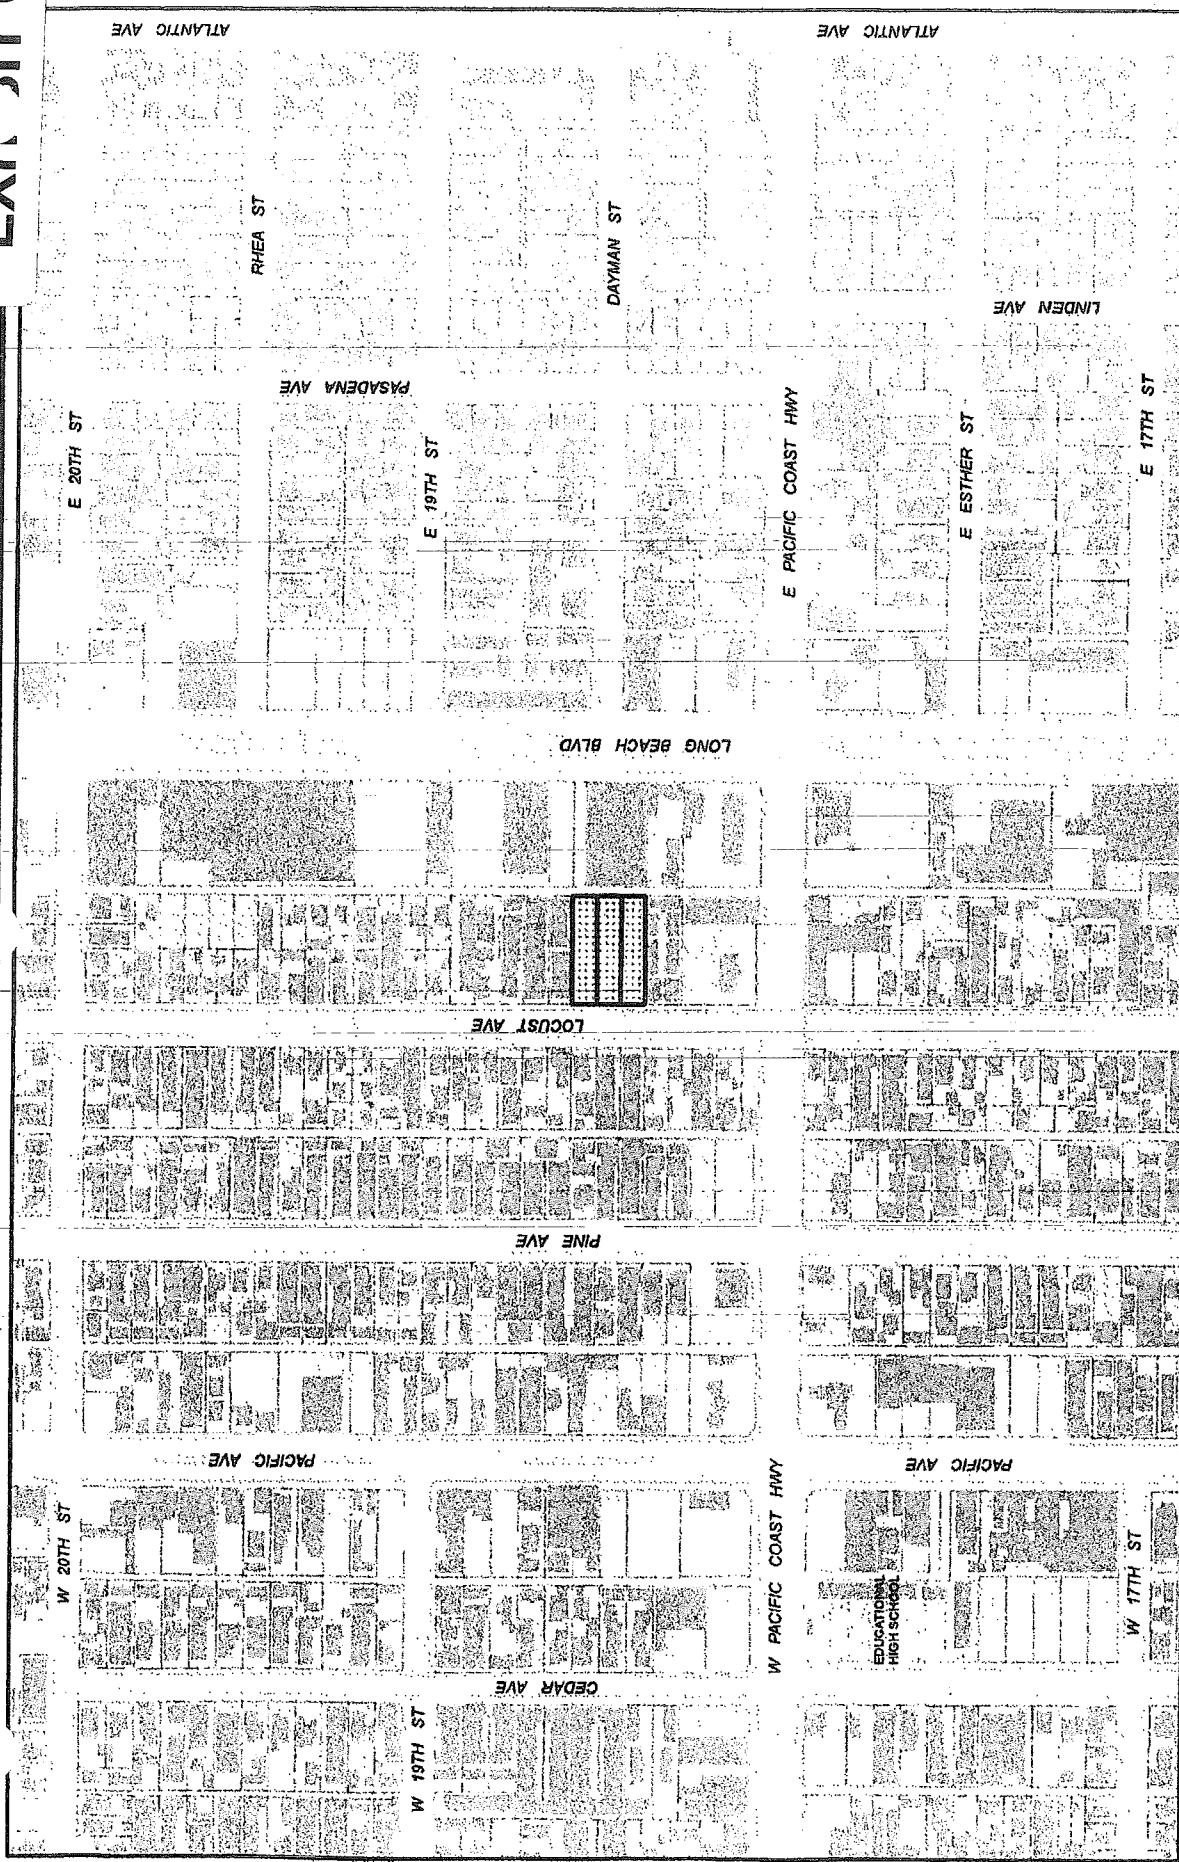 ATLANTIC AVE
ATLANTIC AVE
RHEA ST
DAYMAN ST
LINDEN AVE
PASADENA AVE
E 20TH ST
E 19TH ST
E PACIFIC COAST HWY
E ESTHER ST
E 17TH ST
LONG BEACH BLVD
LOCUST AVE
PINE AVE
PACIFIC AVE
PACIFIC AVE
W 20TH ST
W PACIFIC COAST HWY
EDUCATIONAL
HIGH SCHOOL
W 17TH ST
CEDAR AVE
W 19TH ST